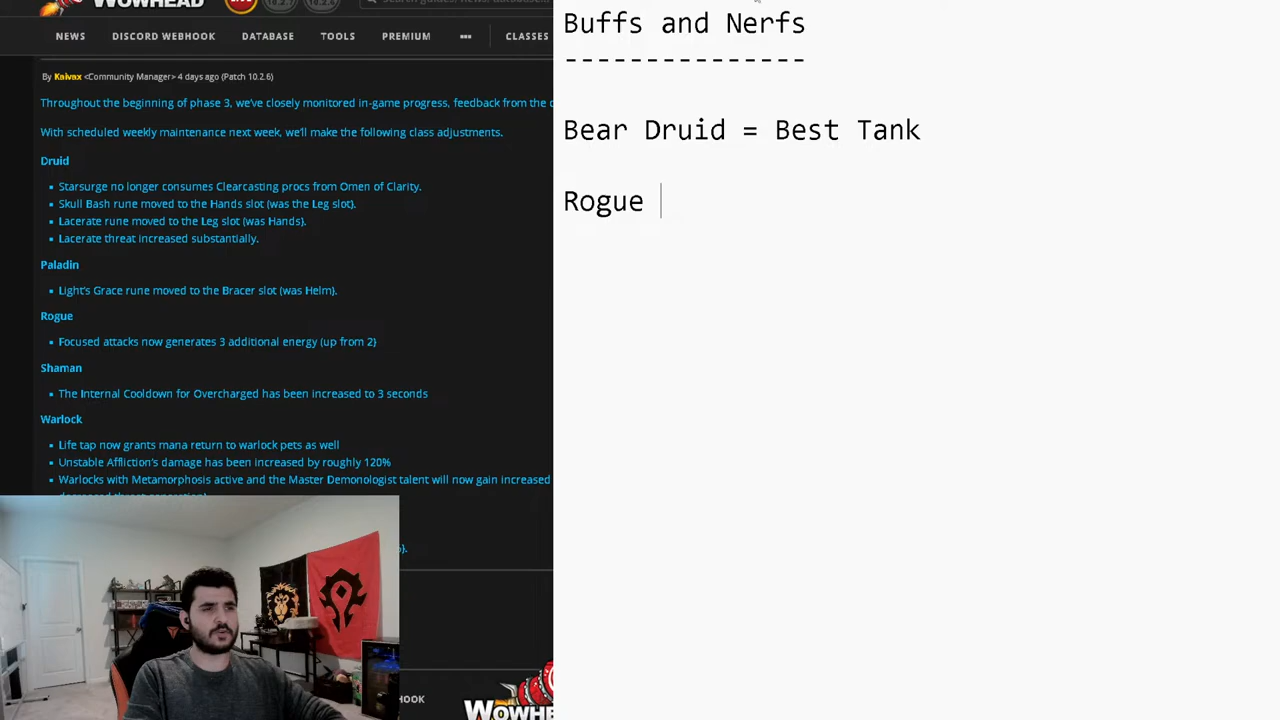 WOWHEAD
NEWS DISCORD WEBHOOK DATABASE TOOLS PREMIUM ... CLASSES
By Kaivax <Community Manager> 4 days ago (Patch 10.2.6)
Throughout the beginning of phase 3, we've closely monitored in-game progress, feedback from the
With scheduled weekly maintenance next week, we'll make the following class adjustments.
Druid
▪ Starsurge no longer consumes Clearcasting procs from Omen of Clarity.
▪ Skull Bash rune moved to the Hands slot (was the Leg slot}.
▪ Lacerate rune moved to the Leg slot (was Hands}.
▪ Lacerate threat increased substantially.
Paladin
▪ Light's Grace rune moved to the Bracer slot (was Helm}.
Rogue
▪ Focused attacks now generates 3 additional energy (up from 2}
Shaman
▪ The Internal Cooldown for Overcharged has been increased to 3 seconds
Warlock
▪ Life tap now grants mana return to warlock pets as well
▪ Unstable Affliction's damage has been increased by roughly 120%
▪ Warlocks with Metamorphosis active and the Master Demonologist talent will now gain increased
HOOK
WOWHE
Buffs and Nerfs
---------------
Bear Druid = Best Tank
Rogue